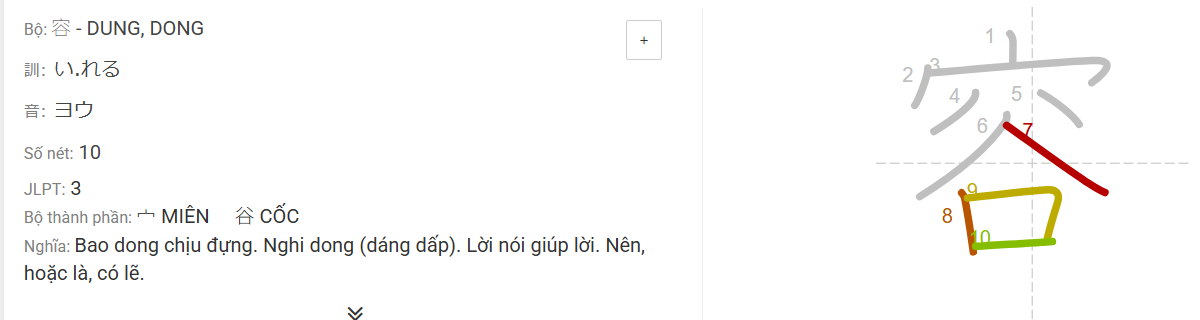 Bộ: 容 - DUNG, DONG
+
訓: い.れる
音: ヨウ
Số nét: 10
JLPT: 3
Bộ thành phần: 宀 MIÊN 谷 CỐC
Nghĩa: Bao dong chịu đựng. Nghi dong (dáng dấp). Lời nói giúp lời. Nên,
hoặc là, có lẽ.
容
1
2 3
4 5
6 7
8 9
10